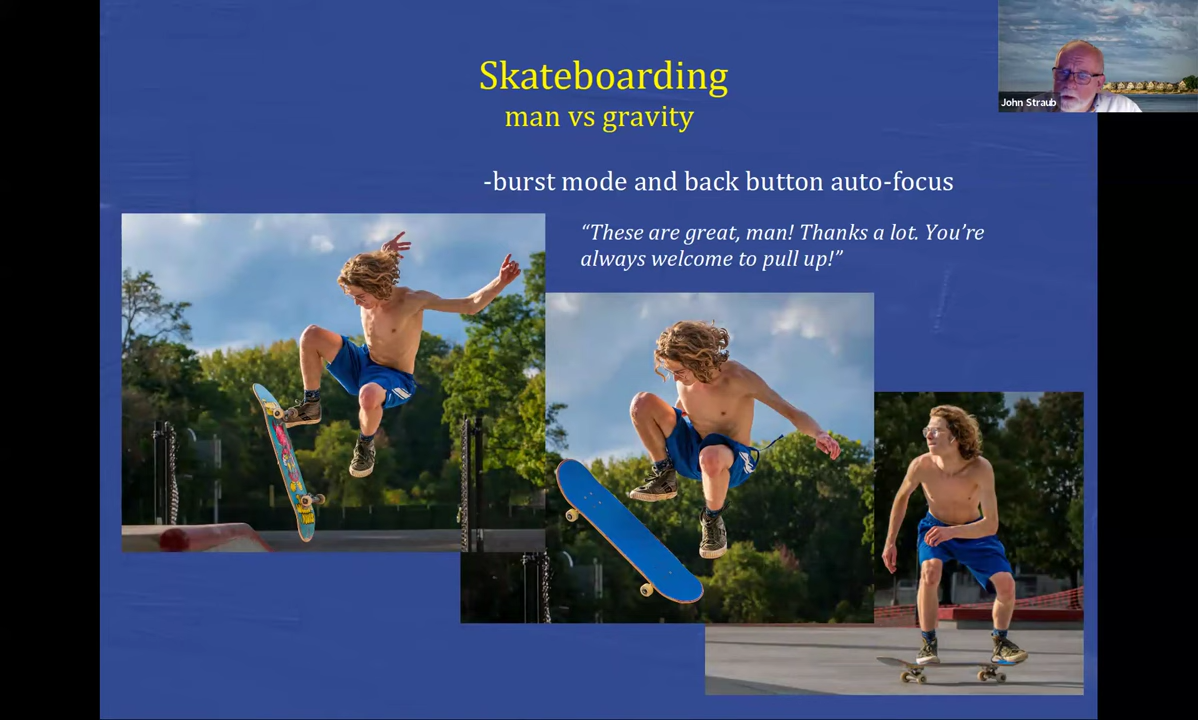 Skateboarding
man vs gravity
John Straub
-burst mode and back button auto-focus
“These are great, man! Thanks a lot. You’re
always welcome to pull up!”